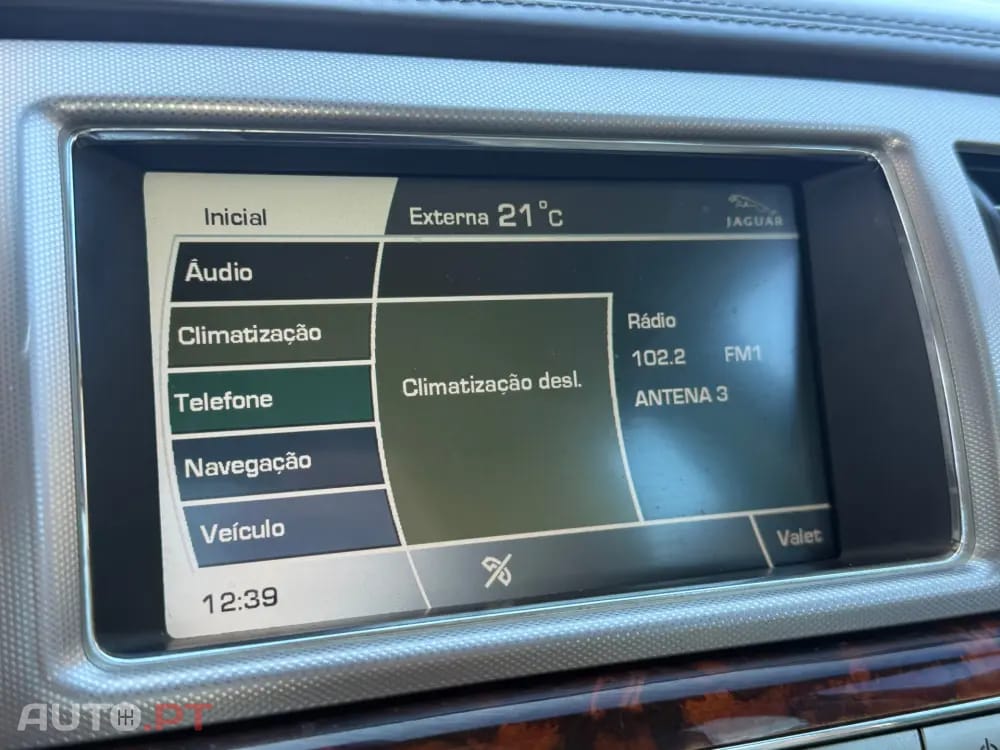 Inicial
Externa 21°C
JAGUAR
Áudio
Climatização
Telefone
Navegação
Veículo
Climatização desl.
Rádio
102.2 FM1
ANTENA 3
12:39
Valet
AUTO.PT